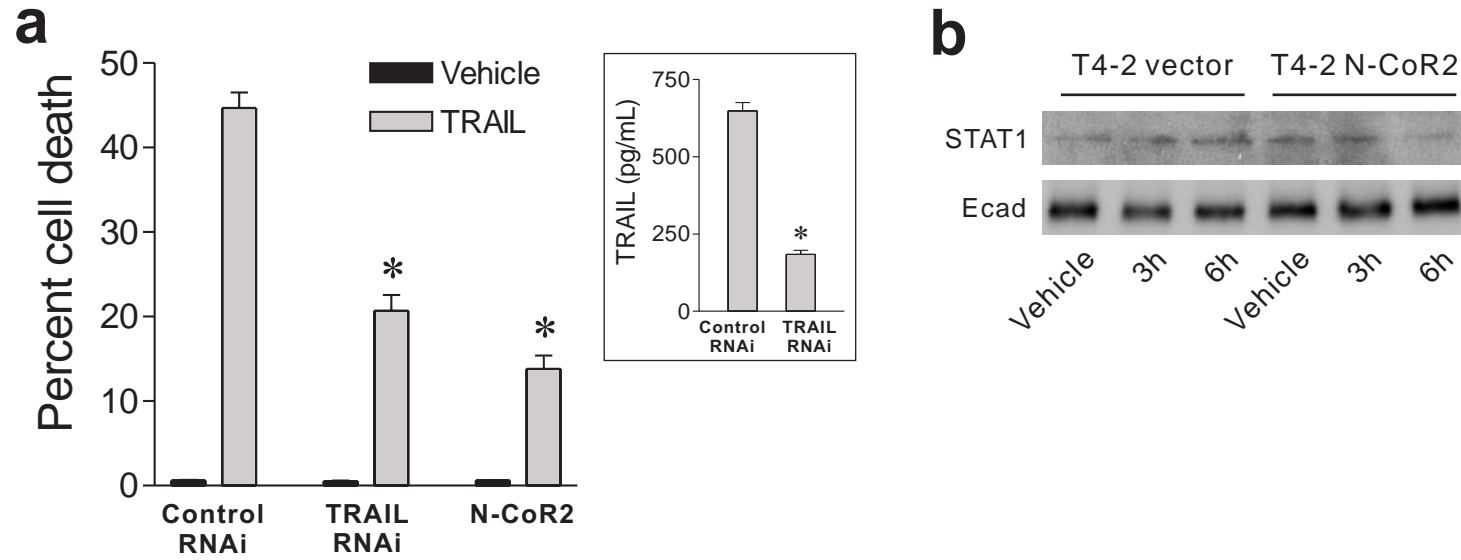 a
Percent cell death
50
40
30
20
10
0
Vehicle
TRAIL
*
*
Control
RNAi
TRAIL
RNAi
N-CoR2
TRAIL (pg/mL)
750
500
250
0
*
Control
RNAi
TRAIL
RNAi
b
T4-2 vector T4-2 N-CoR2
STAT1
Ecad
Vehicle 3h 6h Vehicle 3h 6h